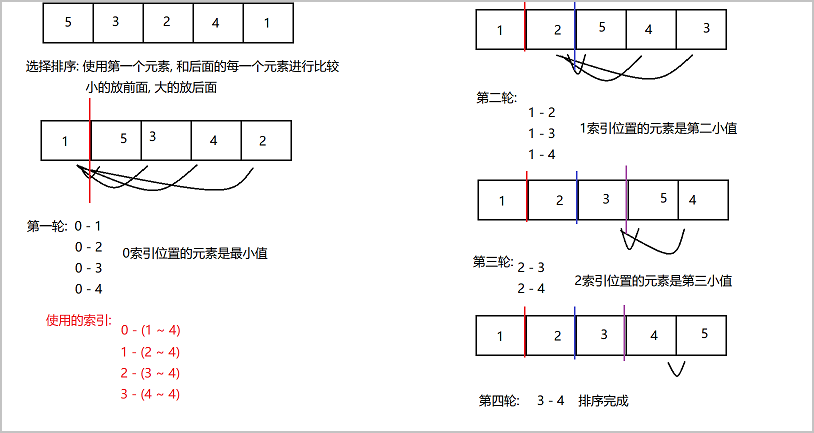 5 3 2 4 1
选择排序: 使用第一个元素, 和后面的每一个元素进行比较
小的放前面, 大的放后面
1 5 3 4 2
第一轮: 0 - 1
0 - 2
0索引位置的元素是最小值
0 - 3
0 - 4
使用的索引:
0 - (1 ~ 4)
1 - (2 ~ 4)
2 - (3 ~ 4)
3 - (4 ~ 4)
1 2 5 4 3
第二轮:
1 - 2
1 - 3
1索引位置的元素是第二小值
1 - 4
1 2 3 5 4
第三轮: 2 - 3
2 - 4
2索引位置的元素是第三小值
1 2 3 4 5
第四轮: 3 - 4 排序完成